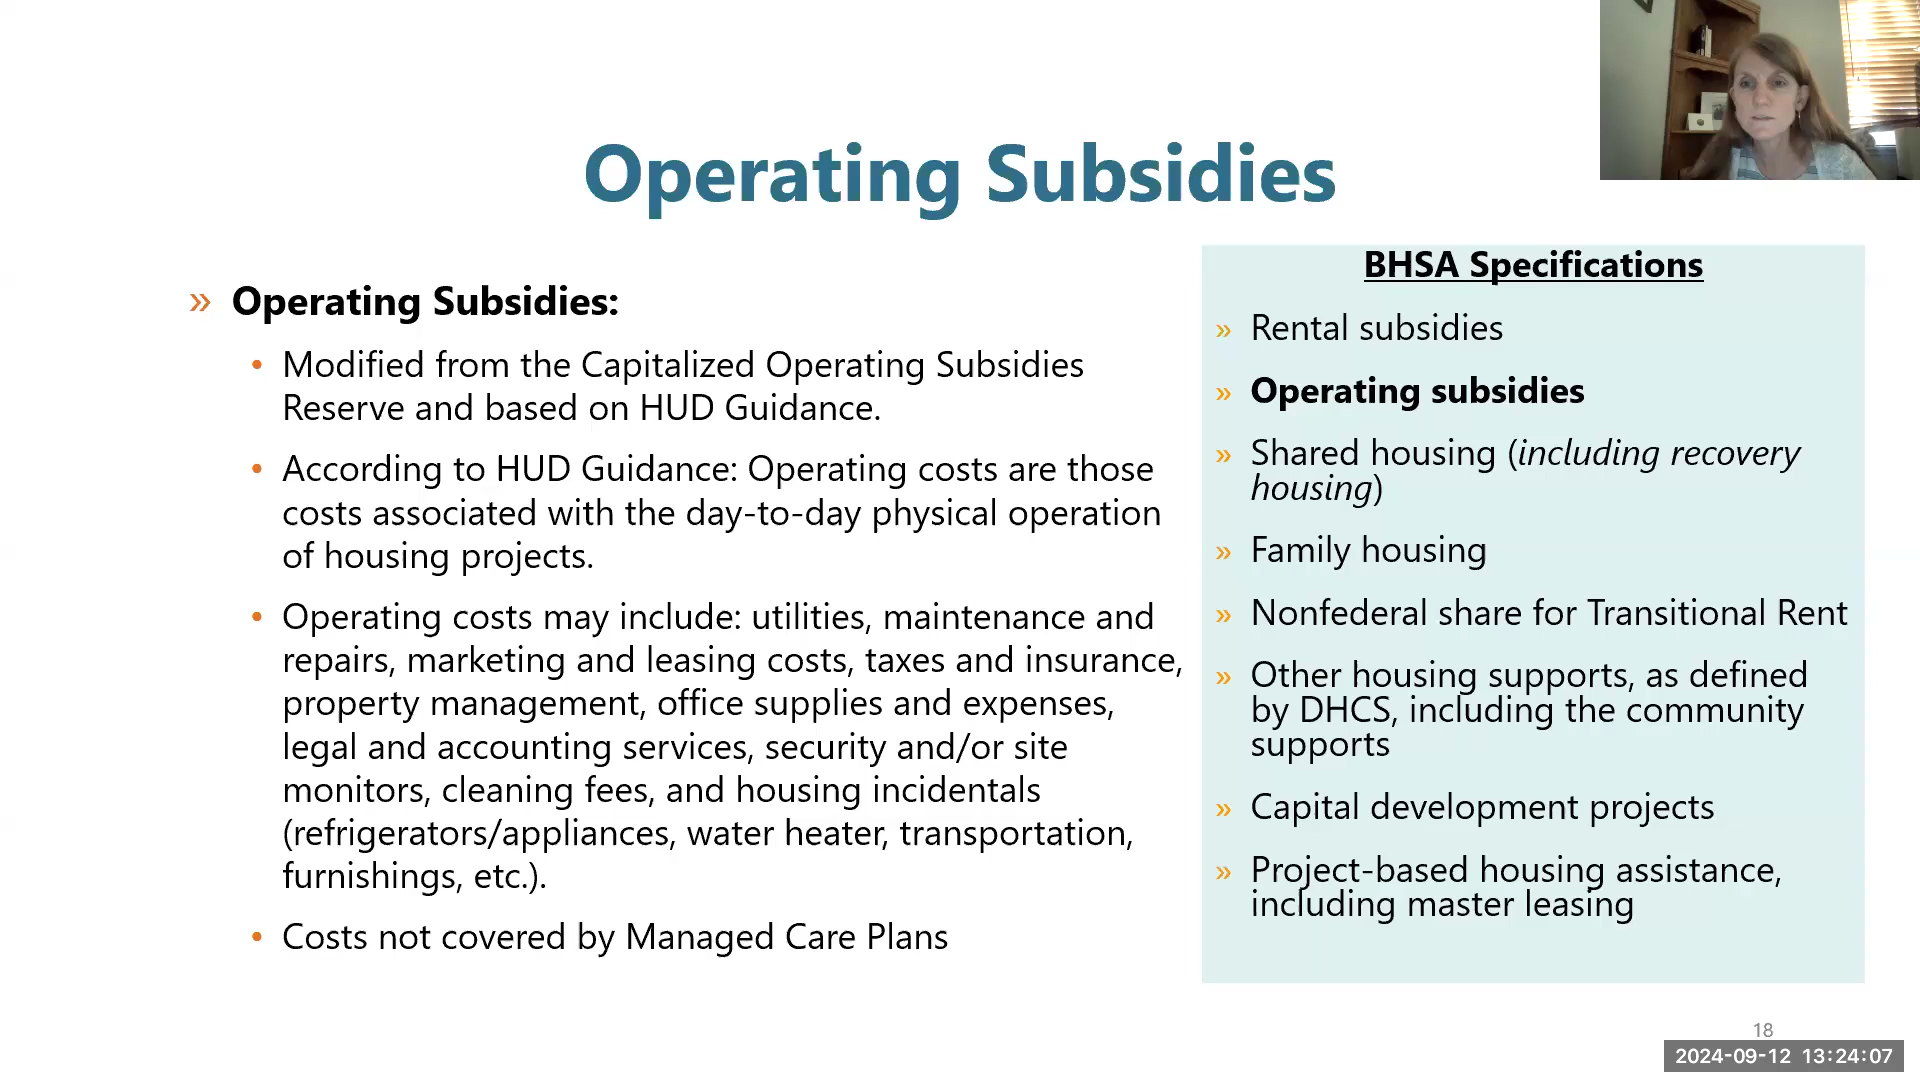 Operating Subsidies
» Operating Subsidies:
• Modified from the Capitalized Operating Subsidies
Reserve and based on HUD Guidance.
• According to HUD Guidance: Operating costs are those
costs associated with the day-to-day physical operation
of housing projects.
• Operating costs may include: utilities, maintenance and
repairs, marketing and leasing costs, taxes and insurance,
property management, office supplies and expenses,
legal and accounting services, security and/or site
monitors, cleaning fees, and housing incidentals
(refrigerators/appliances, water heater, transportation,
furnishings, etc.).
• Costs not covered by Managed Care Plans
BHSA Specifications
» Rental subsidies
» Operating subsidies
» Shared housing (including recovery
housing)
» Family housing
» Nonfederal share for Transitional Rent
» Other housing supports, as defined
by DHCS, including the community
supports
» Capital development projects
» Project-based housing assistance,
including master leasing
18
2024-09-12 13:24:07